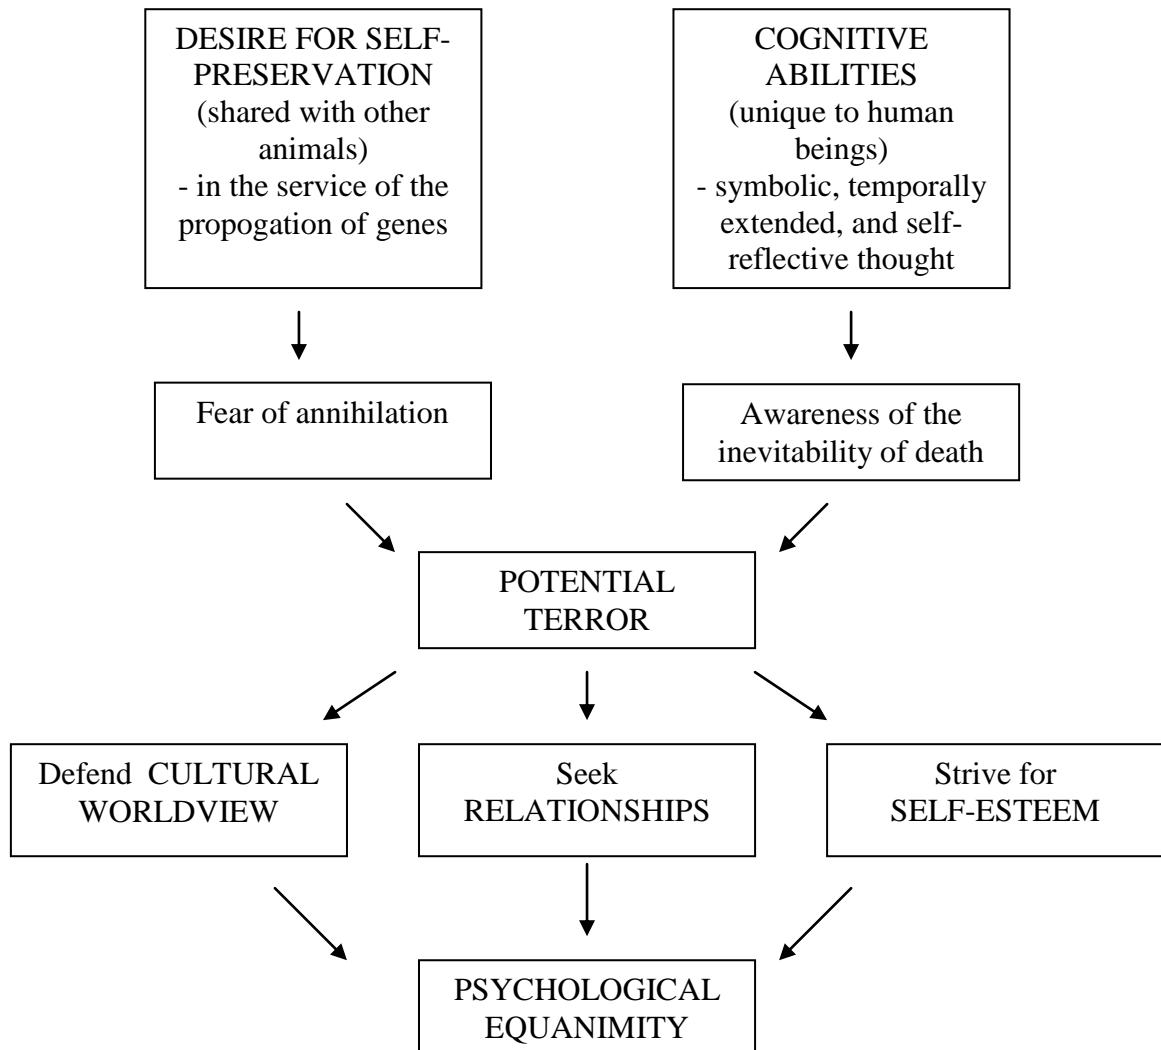 DESIRE FOR SELF-
PRESERVATION
(shared with other
animals)
- in the service of the
propogation of genes
COGNITIVE
ABILITIES
(unique to human
beings)
- symbolic, temporally
extended, and self-
reflective thought
Fear of annihilation
Awareness of the
inevitability of death
POTENTIAL
TERROR
Defend CULTURAL
WORLDVIEW
Seek
RELATIONSHIPS
Strive for
SELF-ESTEEM
PSYCHOLOGICAL
EQUANIMITY